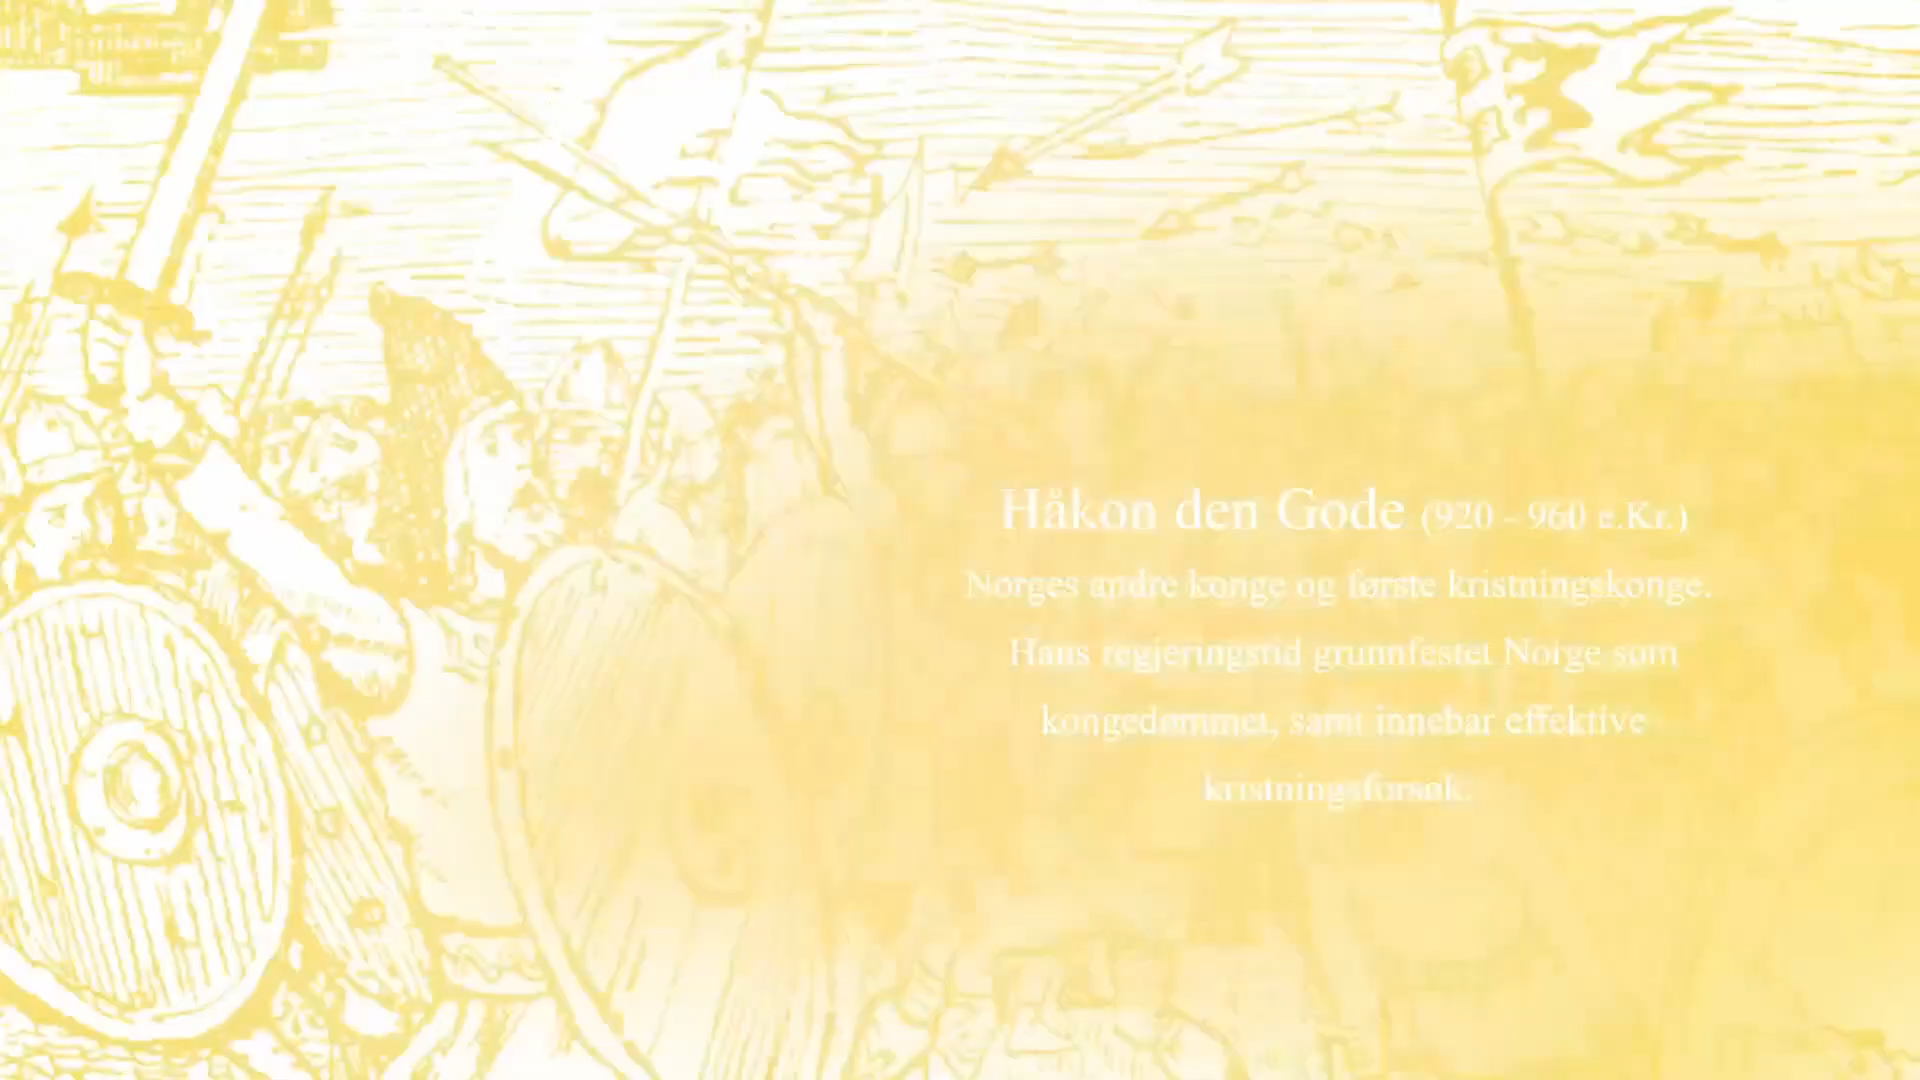 Håkon den Gode (920 - 960 e.Kr.)
Norges andre konge og første kristningskonge.
Hans regjeringstid grunnfestet Norge som
kongedømmet, samt innebar effektive
kristningsforsøk.